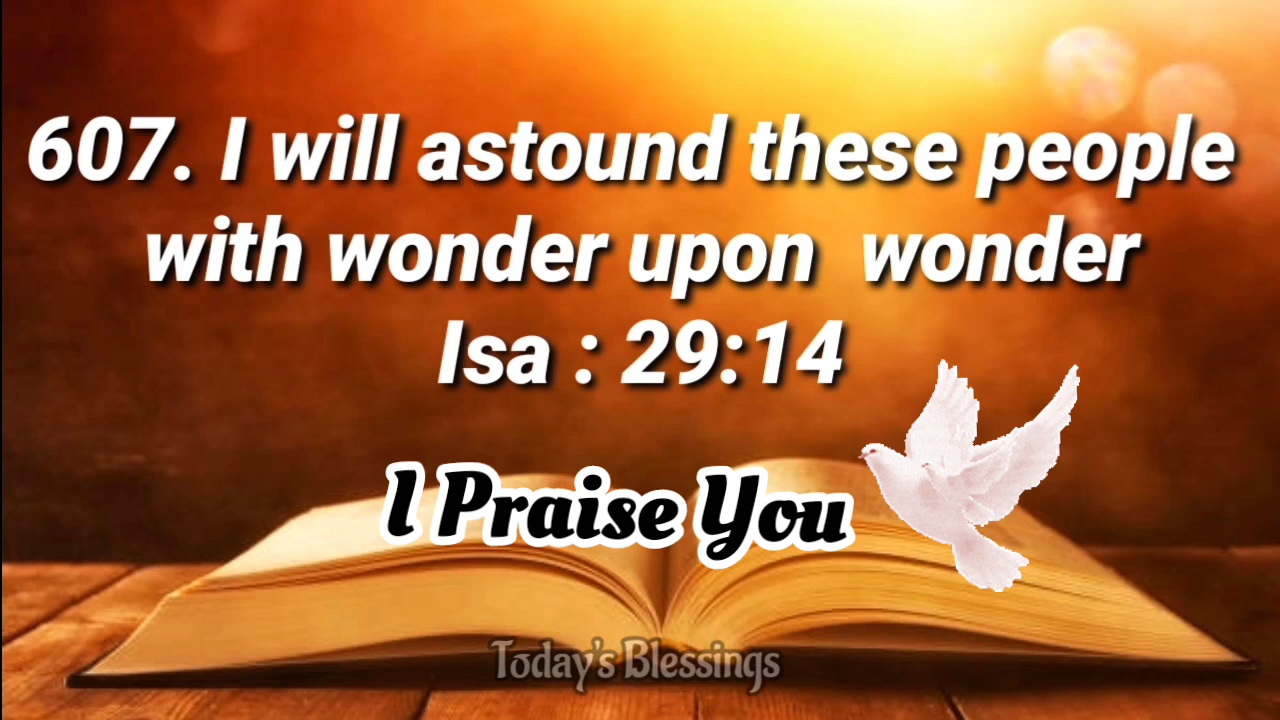 607. I will astound these people
with wonder upon wonder
Isa : 29:14
I Praise You
Today's Blessings